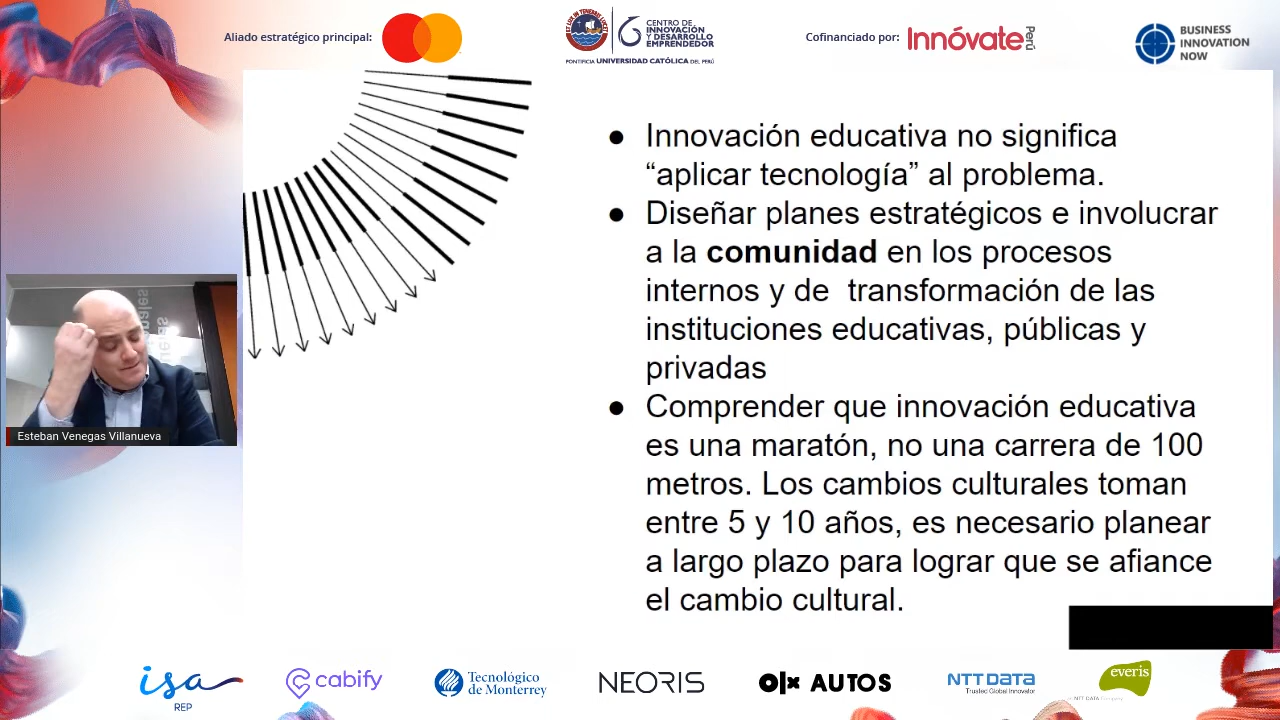 Aliado estratégico principal:
CENTRO DE
INNOVACIÓN
Y DESARROLLO
EMPRENDEDOR
PONTIFICIA UNIVERSIDAD CATÓLICA DEL PERÚ
Cofinanciado por:
Innóvate Perú
BUSINESS
INNOVATION
NOW
● Innovación educativa no significa
“aplicar tecnología” al problema.
● Diseñar planes estratégicos e involucrar
a la comunidad en los procesos
internos y de  transformación de las
instituciones educativas, públicas y
privadas
● Comprender que innovación educativa
es una maratón, no una carrera de 100
metros. Los cambios culturales toman
entre 5 y 10 años, es necesario planear
a largo plazo para lograr que se afiance
el cambio cultural.
Esteban Venegas Villanueva
isa
REP
cabify
Tecnológico
de Monterrey
NEORIS
olx AUTOS
NTT DATA
Trusted Global Innovator
everis
NTT DATA Company